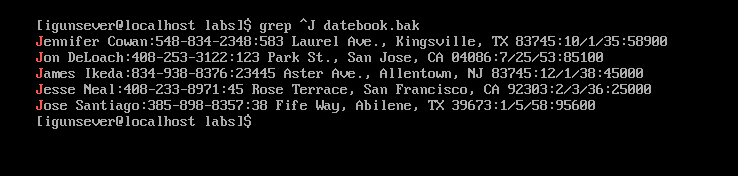 [igunsever@localhost labs]$ grep ^J datebook.bak
Jennifer Cowan:548-834-2348:583 Laurel Ave., Kingsville, TX 83745:10/1/35:58900
Jon DeLoach:408-253-3122:123 Park St., San Jose, CA 04086:7/25/53:85100
James Ikeda:834-938-8376:23445 Aster Ave., Allentown, NJ 83745:12/1/38:45000
Jesse Neal:408-233-8971:45 Rose Terrace, San Francisco, CA 92303:2/3/36:25000
Jose Santiago:385-898-8357:38 Fife Way, Abilene, TX 39673:1/5/58:95600
[igunsever@localhost labs]$